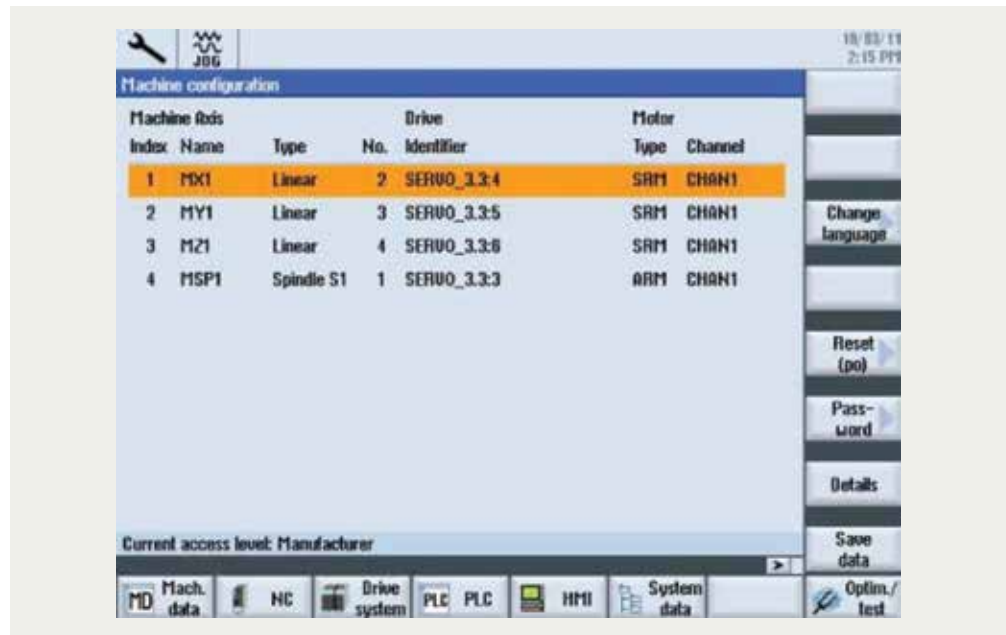 JOG
10/03/11
2:15 PM
Machine configuration
Machine Axis Drive Motor
Index Name Type No. Identifier Type Channel
1 MX1 Linear 2 SERVO_3.3:4 SRM CHAN1
2 MY1 Linear 3 SERVO_3.3:5 SRM CHAN1
3 MZ1 Linear 4 SERVO_3.3:6 SRM CHAN1
4 MSP1 Spindle S1 1 SERVO_3.3:3 ARM CHAN1
Change
language
Reset
(po)
Pass-
word
Details
Save
data
Current access level: Manufacturer
MD Mach.
data
NC
Drive
system
PLC PLC
HMI
System
data
Optim./
test